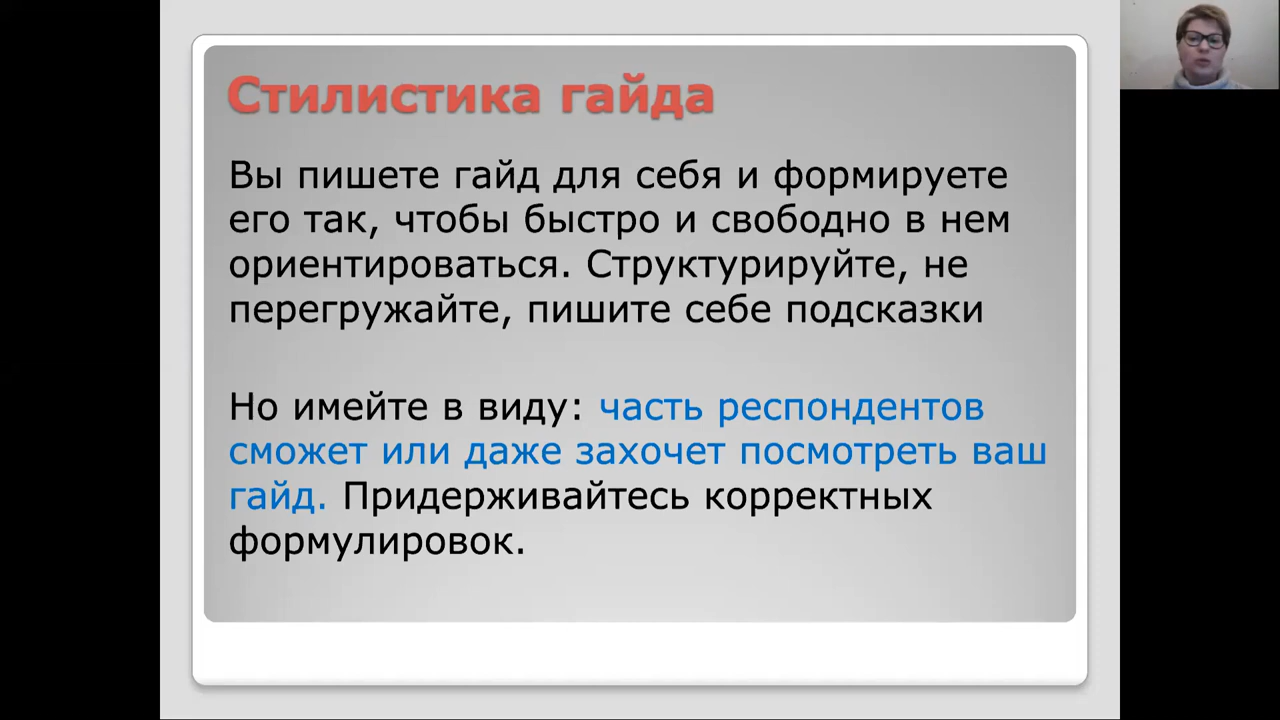 Стилистика гайда
Вы пишете гайд для себя и формируете
его так, чтобы быстро и свободно в нем
ориентироваться. Структурируйте, не
перегружайте, пишите себе подсказки
Но имейте в виду: часть респондентов
сможет или даже захочет посмотреть ваш
гайд. Придерживайтесь корректных
формулировок.